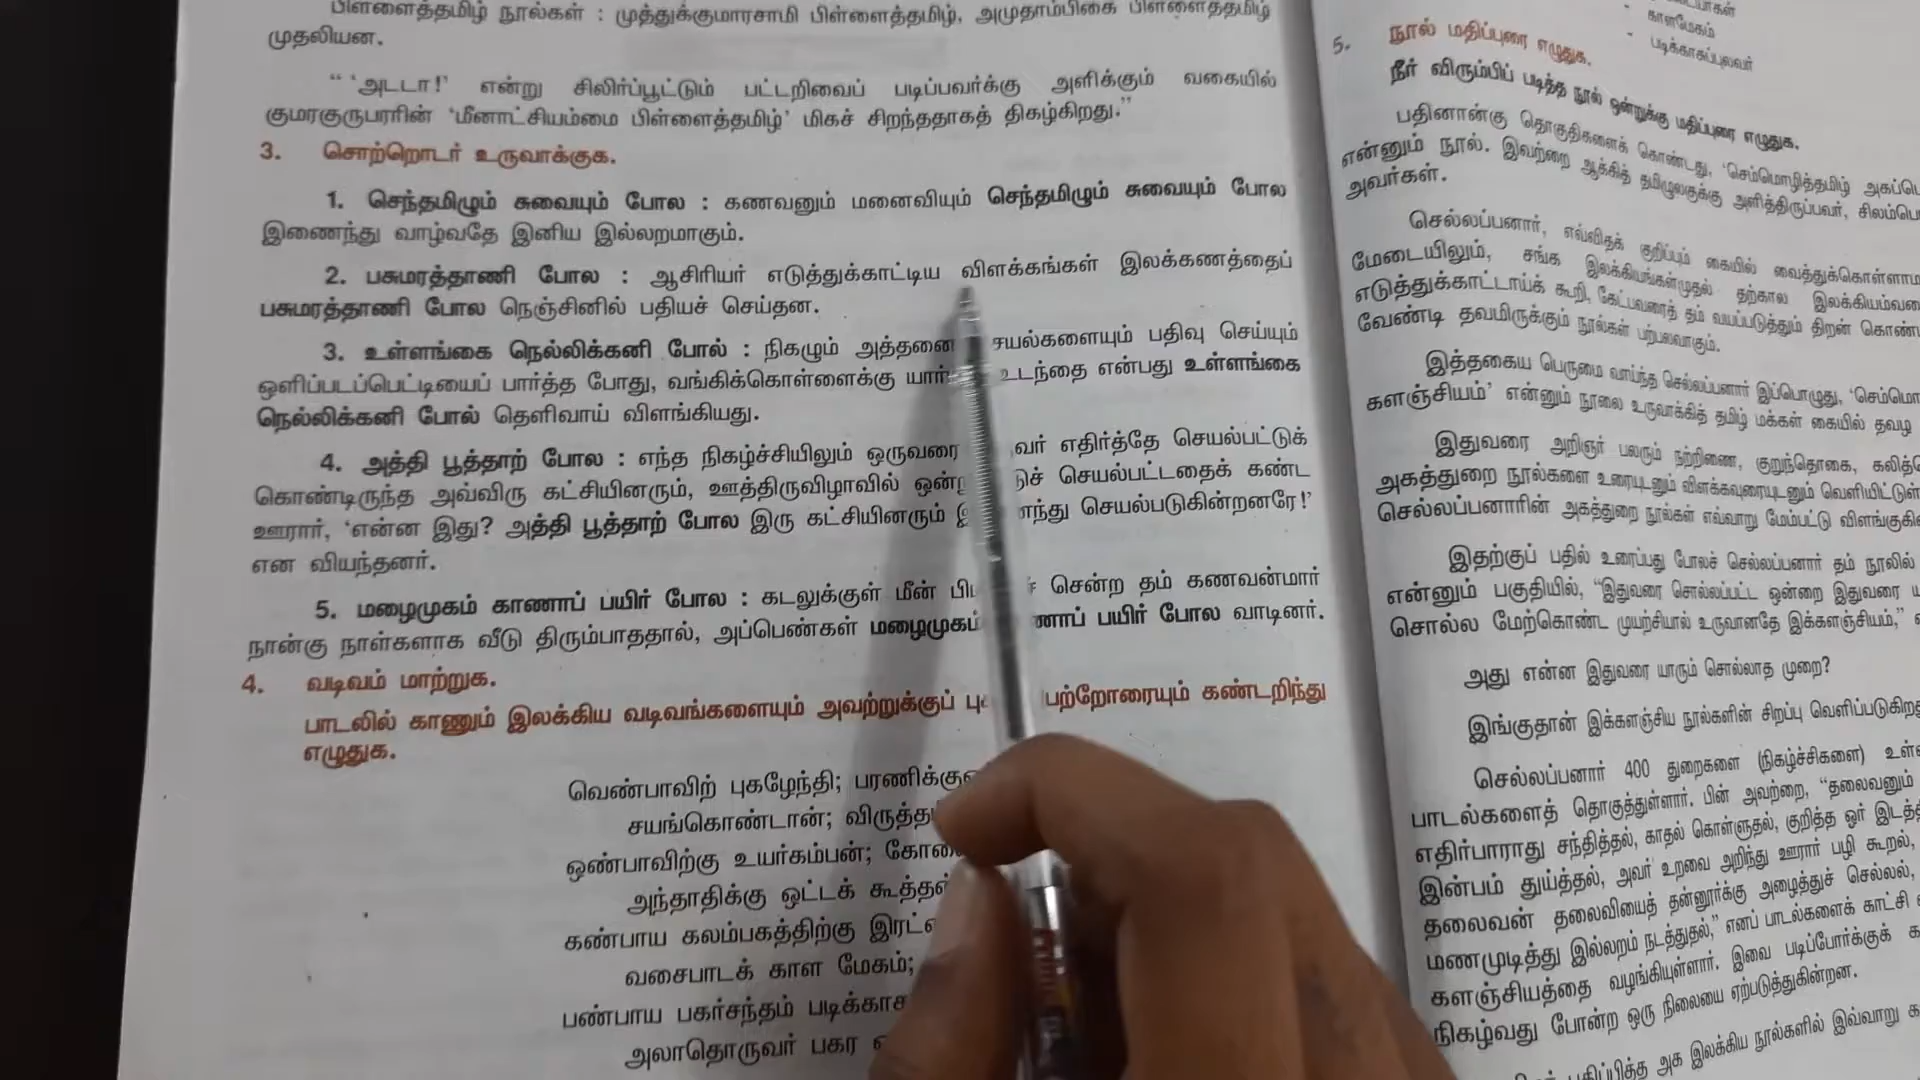 பிள்ளைத்தமிழ் நூல்கள் : முத்துக்குமாரசாமி பிள்ளைத்தமிழ், அமுதாம்பிகை பிள்ளைத்தமிழ்
முதலியன.
“ ‘அடடா!’ என்று சிலிர்ப்பூட்டும் பட்டறிவைப் படிப்பவர்க்கு அளிக்கும் வகையில்
குமரகுருபரரின் ‘மீனாட்சியம்மை பிள்ளைத்தமிழ்’ மிகச் சிறந்ததாகத் திகழ்கிறது.”
3. சொற்றொடர் உருவாக்குக.
1. செந்தமிழும் சுவையும் போல : கணவனும் மனைவியும் செந்தமிழும் சுவையும் போல
இணைந்து வாழ்வதே இனிய இல்லறமாகும்.
2. பசுமரத்தாணி போல : ஆசிரியர் எடுத்துக்காட்டிய விளக்கங்கள் இலக்கணத்தைப்
பசுமரத்தாணி போல நெஞ்சினில் பதியச் செய்தன.
3. உள்ளங்கை நெல்லிக்கனி போல் : நிகழும் அத்தனை சயல்களையும் பதிவு செய்யும்
ஒளிப்படப்பெட்டியைப் பார்த்த போது, வங்கிக்கொள்ளைக்கு யார் உடந்தை என்பது உள்ளங்கை
நெல்லிக்கனி போல் தெளிவாய் விளங்கியது.
4. அத்தி பூத்தாற் போல : எந்த நிகழ்ச்சியிலும் ஒருவரை வர் எதிர்த்தே செயல்பட்டுக்
கொண்டிருந்த அவ்விரு கட்சியினரும், ஊத்திருவிழாவில் செயல்பட்டதைக் கண்ட
ஊரார், ‘என்ன இது? அத்தி பூத்தாற் போல இரு கட்சியினரும் செயல்படுகின்றனரே!’
என வியந்தனர்.
5. மழைமுகம் காணாப் பயிர் போல : கடலுக்குள் மீன் சென்ற தம் கணவன்மார்
நான்கு நாள்களாக வீடு திரும்பாததால், அப்பெண்கள் மழைமுகம் ணாப் பயிர் போல வாடினர்.
4. வடிவம் மாற்றுக.
பாடலில் காணும் இலக்கிய வடிவங்களையும் அவற்றுக்குப் பு பெற்றோரையும் கண்டறிந்து
எழுதுக.
வெண்பாவிற் புகழேந்தி; பரணிக்கு
சயங்கொண்டான்; விருத்த
ஒண்பாவிற்கு உயர்கம்பன்; கோவை
அந்தாதிக்கு ஒட்டக் கூத்தன்
கண்பாய கலம்பகத்திற்கு இரட்
வசைபாடக் காள மேகம்;
பண்பாய பகர்சந்தம் படிக்காச
அலாதொருவர் பகர
காளமேகம்
- படிக்காசுப்புலவர்
5. நூல் மதிப்புரை எழுதுக.
நீர் விரும்பிப் படித்த நூல் ஒன்றுக்கு மதிப்புரை எழுதுக.
பதினான்கு தொகுதிகளைக் கொண்டது, ‘செம்மொழித்தமிழ் அகப்பொ
என்னும் நூல். இவற்றை ஆக்கித் தமிழுலகுக்கு அளித்திருப்பவர், சிலம்பொ
அவர்கள்.
செல்லப்பனார், எவ்விதக் குறிப்பும் கையில் வைத்துக்கொள்ளாம
மேடையிலும், சங்க இலக்கியங்கள்முதல் தற்கால இலக்கியம்வரை
எடுத்துக்காட்டாய்க் கூறி, கேட்பவரைத் தம் வயப்படுத்தும் திறன் கொண்
வேண்டி தவமிருக்கும் நூல்கள் பற்பலவாகும்.
இத்தகைய பெருமை வாய்ந்த செல்லப்பனார் இப்பொழுது, ‘செம்மொ
களஞ்சியம்’ என்னும் நூலை உருவாக்கித் தமிழ் மக்கள் கையில் தவழ
இதுவரை அறிஞர் பலரும் நற்றிணை, குறுந்தொகை, கலித்தொ
அகத்துறை நூல்களை உரையுடனும் விளக்கவுரையுடனும் வெளியிட்டுள்
செல்லப்பனாரின் அகத்துறை நூல்கள் எவ்வாறு மேம்பட்டு விளங்குகின்
இதற்குப் பதில் உரைப்பது போலச் செல்லப்பனார் தம் நூலில்
என்னும் பகுதியில், “இதுவரை சொல்லப்பட்ட ஒன்றை இதுவரை ய
சொல்ல மேற்கொண்ட முயற்சியால் உருவானதே இக்களஞ்சியம்,”
அது என்ன இதுவரை யாரும் சொல்லாத முறை?
இங்குதான் இக்களஞ்சிய நூல்களின் சிறப்பு வெளிப்படுகிறத
செல்லப்பனார் 400 துறைகளை (நிகழ்ச்சிகளை) உள்
பாடல்களைத் தொகுத்துள்ளார். பின் அவற்றை, “தலைவனும்
எதிர்பாராது சந்தித்தல், காதல் கொள்ளுதல், குறித்த ஓர் இடத்தி
இன்பம் துய்த்தல், அவர் உறவை அறிந்து ஊரார் பழி கூறல்,
தலைவன் தலைவியைத் தன்னூர்க்கு அழைத்துச் செல்லல்,
மணமுடித்து இல்லறம் நடத்துதல்,” எனப் பாடல்களைக் காட்சி
களஞ்சியத்தை வழங்கியுள்ளார். இவை படிப்போர்க்குக் க
நிகழ்வது போன்ற ஒரு நிலையை ஏற்படுத்துகின்றன.
பதிப்பித்த அக இலக்கிய நூல்களில் இவ்வாறு க